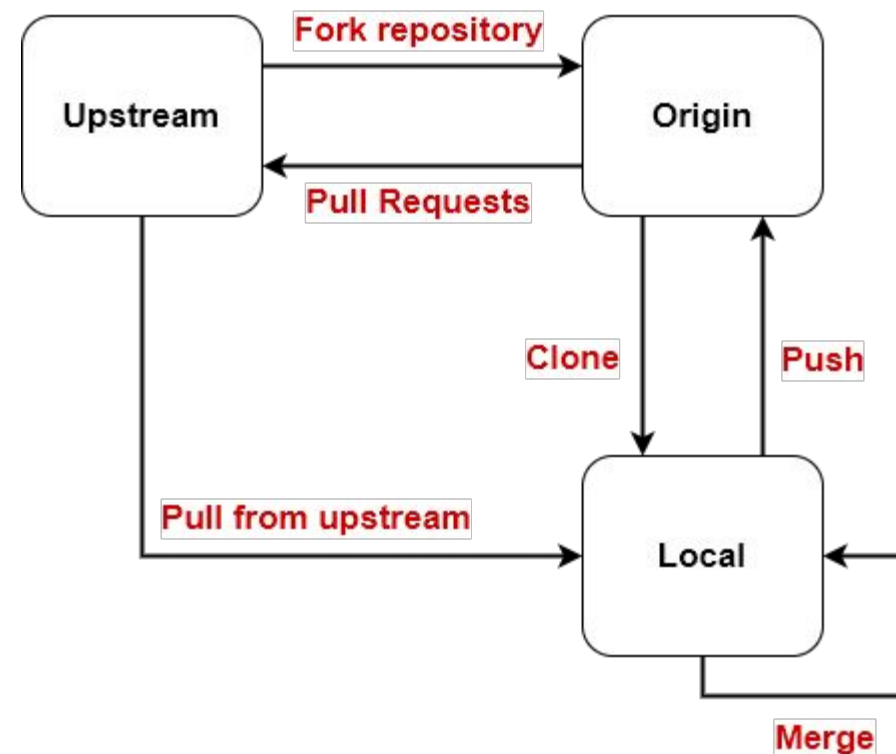 Fork repository
Upstream
Origin
Pull Requests
Clone
Push
Pull from upstream
Local
Merge